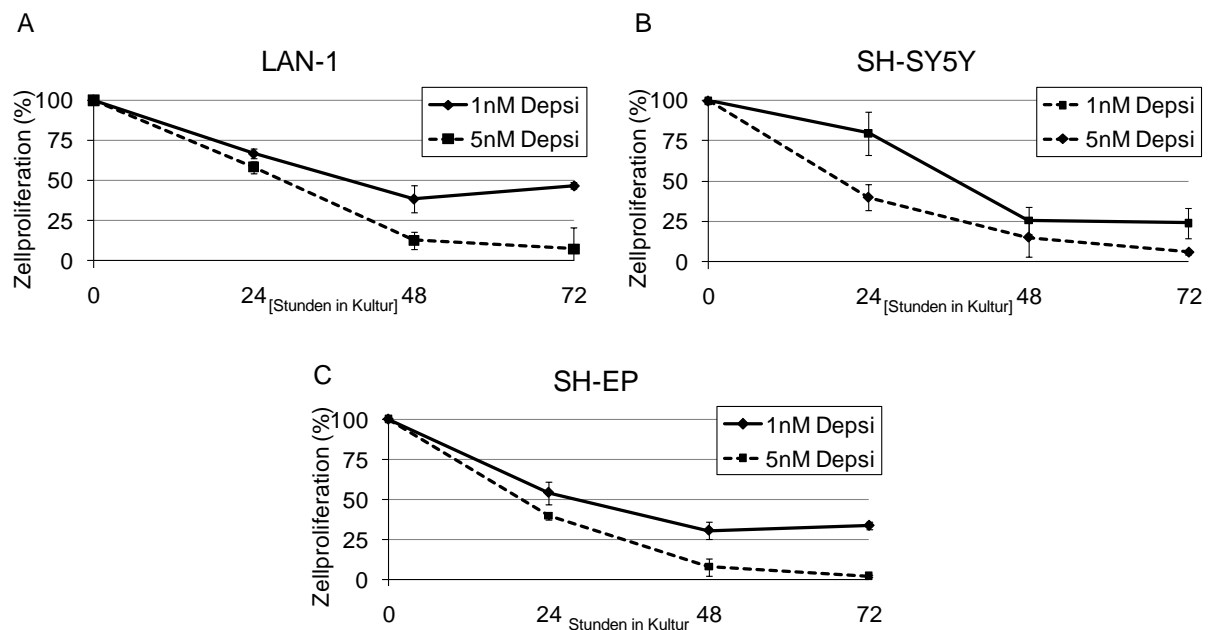 A
LAN-1
Zellproliferation (%)
100
75
50
25
0
1nM Depsi
5nM Depsi
0 24 48 72
[Stunden in Kultur]
B
SH-SY5Y
Zellproliferation (%)
100
75
50
25
0
1nM Depsi
5nM Depsi
0 24 48 72
[Stunden in Kultur]
C
SH-EP
Zellproliferation (%)
100
75
50
25
0
1nM Depsi
5nM Depsi
0 24 48 72
Stunden in Kultur